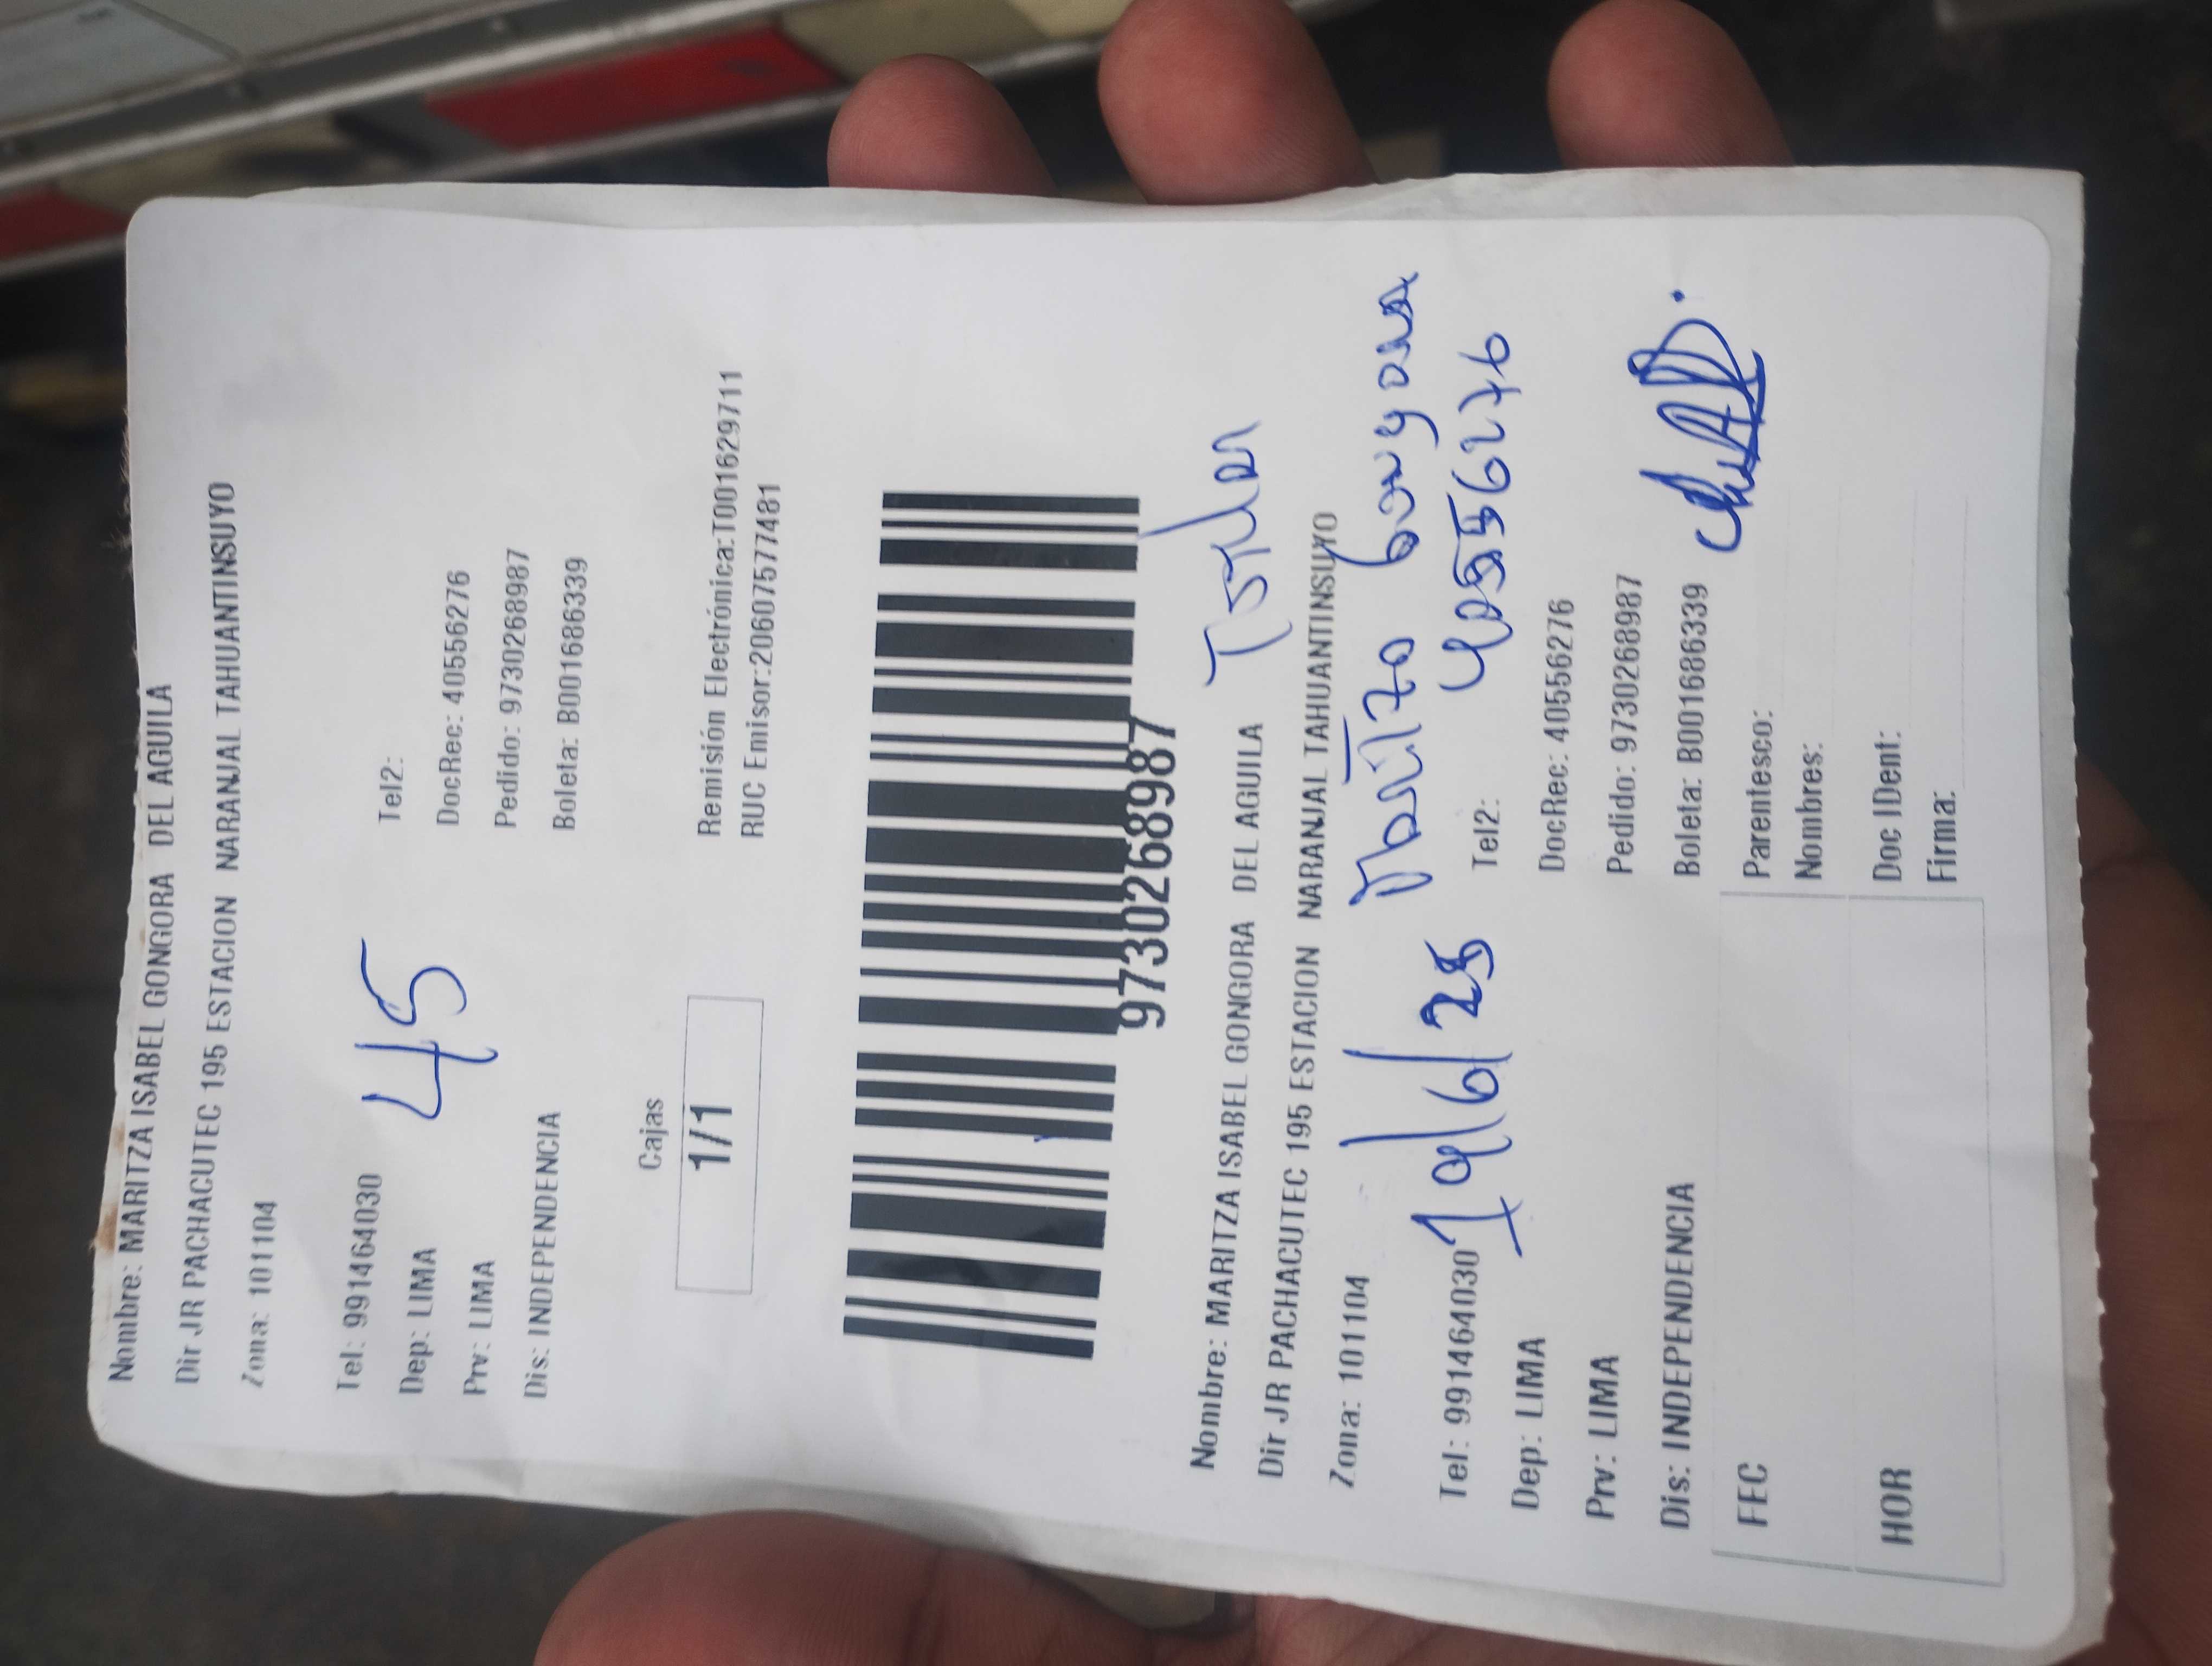 Nombre: MARITZA ISABEL GONGORA DEL AGUILA
Dir JR PACHACUTEC 195 ESTACION NARANJAL TAHUANTINSUYO
Zona: 101104
Tel: 991464030
Tel2:
45
Dep: LIMA
DocRec: 40556276
Prv: LIMA
Pedido: 9730268987
Dis: INDEPENDENCIA
Boleta: B001686339
Cajas
1/1
Remisión Electrónica:T001629711
RUC Emisor:20607577481
9730268987
Nombre: MARITZA ISABEL GONGORA DEL AGUILA
Dir JR PACHACUTEC 195 ESTACION NARANJAL TAHUANTINSUYO
Zona: 101104
Tel: 991464030
19/6/25
Tel2:
40556276
Dep: LIMA
DocRec: 40556276
Prv: LIMA
Pedido: 9730268987
Dis: INDEPENDENCIA
Boleta: B001686339
FEC
Parentesco:
Nombres:
HOR
Doc IDent:
Firma: